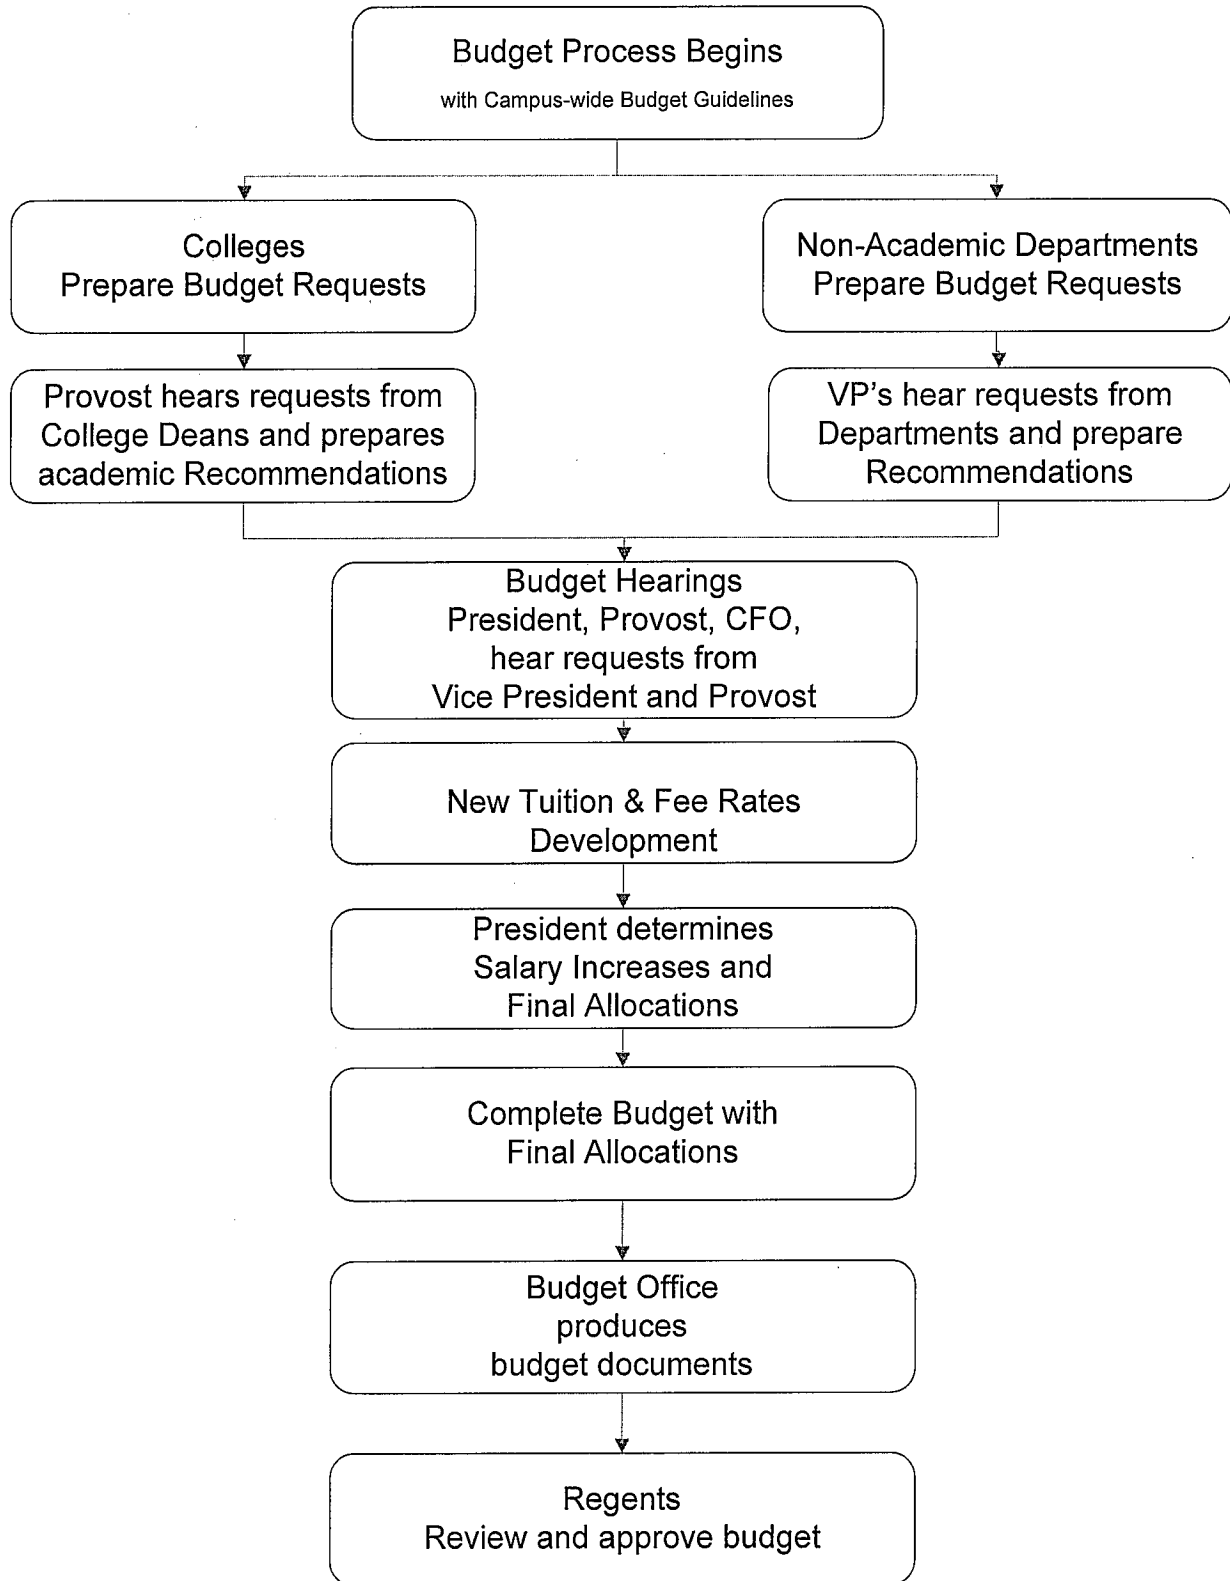 Budget Process Begins
with Campus-wide Budget Guidelines
Colleges
Prepare Budget Requests
Non-Academic Departments
Prepare Budget Requests
Provost hears requests from
College Deans and prepares
academic Recommendations
VP's hear requests from
Departments and prepare
Recommendations
Budget Hearings
President, Provost, CFO,
hear requests from
Vice President and Provost
New Tuition & Fee Rates
Development
President determines
Salary Increases and
Final Allocations
Complete Budget with
Final Allocations
Budget Office
produces
budget documents
Regents
Review and approve budget